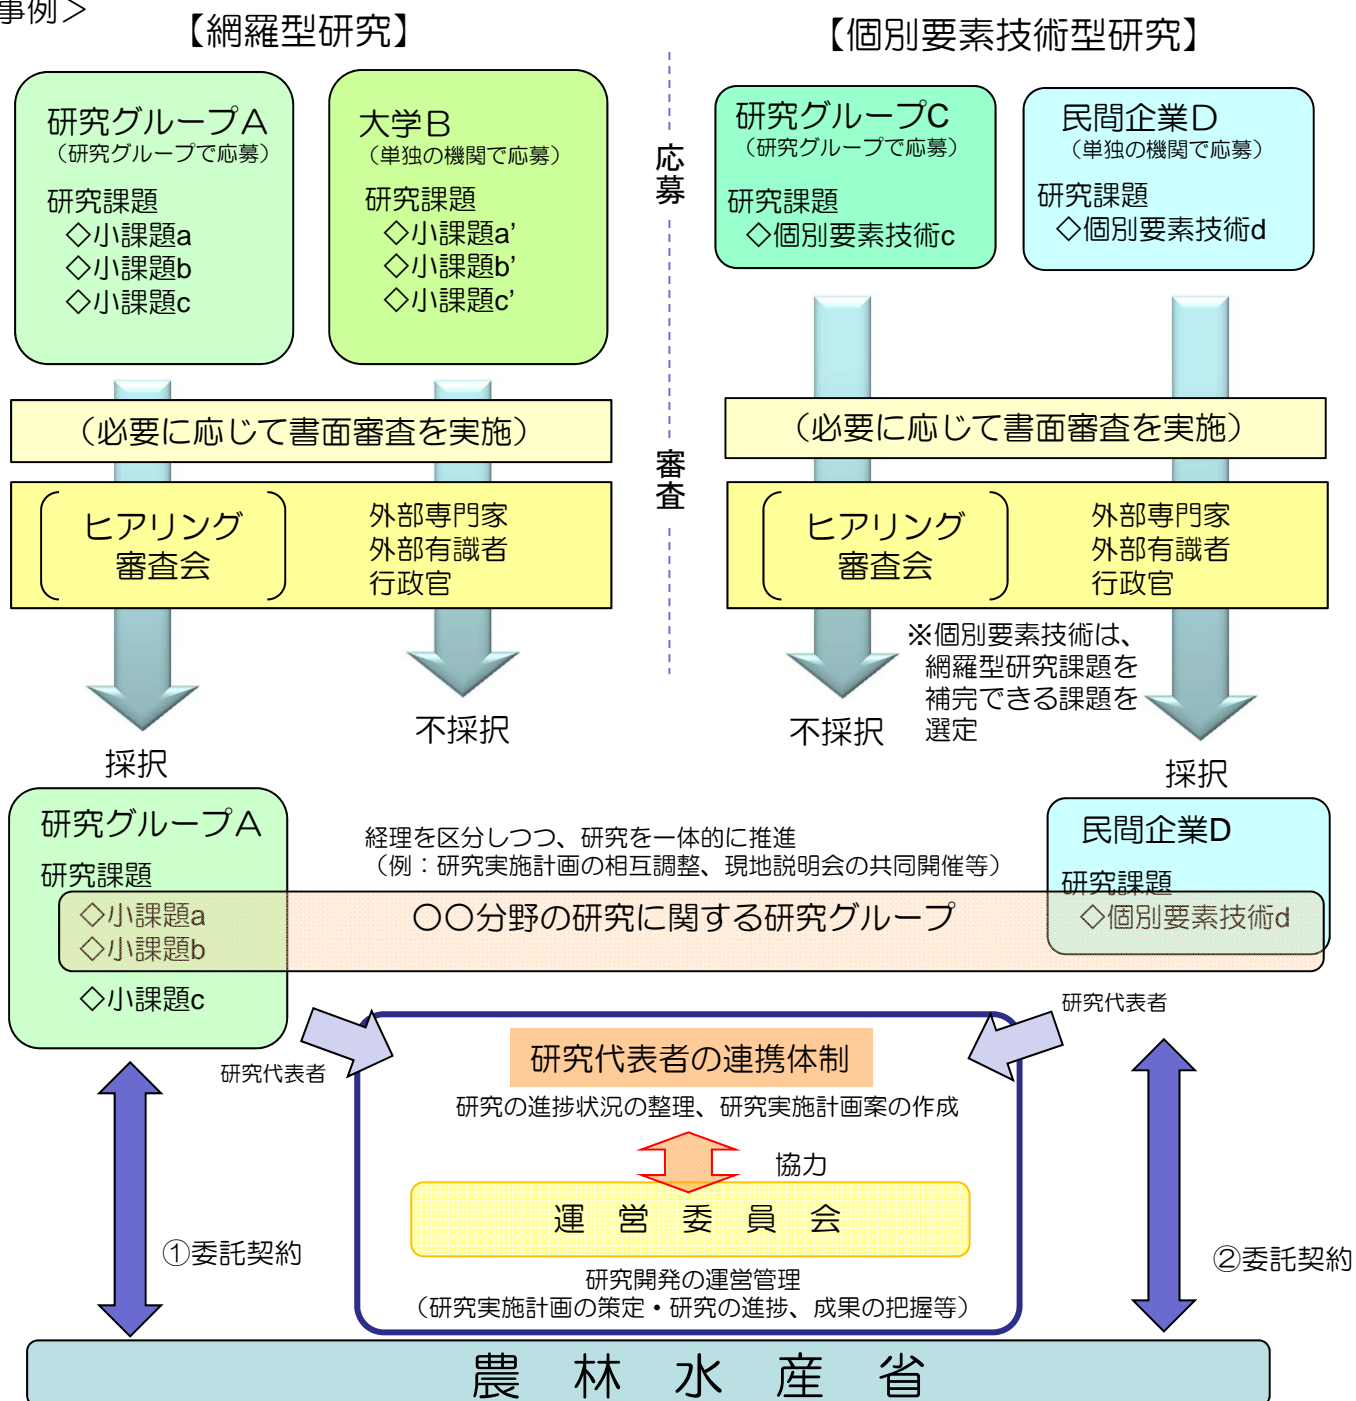 事例＞
【網羅型研究】
【個別要素技術型研究】
研究グループA
（研究グループで応募）
研究課題
◇小課題a
◇小課題b
◇小課題c
大学B
（単独の機関で応募）
研究課題
◇小課題a’
◇小課題b’
◇小課題c’
応募
研究グループC
（研究グループで応募）
研究課題
◇個別要素技術c
民間企業D
（単独の機関で応募）
研究課題
◇個別要素技術d
（必要に応じて書面審査を実施）
（必要に応じて書面審査を実施）
審査
ヒアリング
審査会
外部専門家
外部有識者
行政官
ヒアリング
審査会
外部専門家
外部有識者
行政官
※個別要素技術は、
網羅型研究課題を
補完できる課題を
選定
採択
不採択
不採択
採択
研究グループA
研究課題
◇小課題a
◇小課題b
◇小課題c
経理を区分しつつ、研究を一体的に推進
（例：研究実施計画の相互調整、現地説明会の共同開催等）
〇〇分野の研究に関する研究グループ
民間企業D
研究課題
◇個別要素技術d
研究代表者
研究代表者
研究代表者の連携体制
研究の進捗状況の整理、研究実施計画案の作成
協力
運　営　委　員　会
研究開発の運営管理
（研究実施計画の策定・研究の進捗、成果の把握等）
①委託契約
②委託契約
農　林　水　産　省